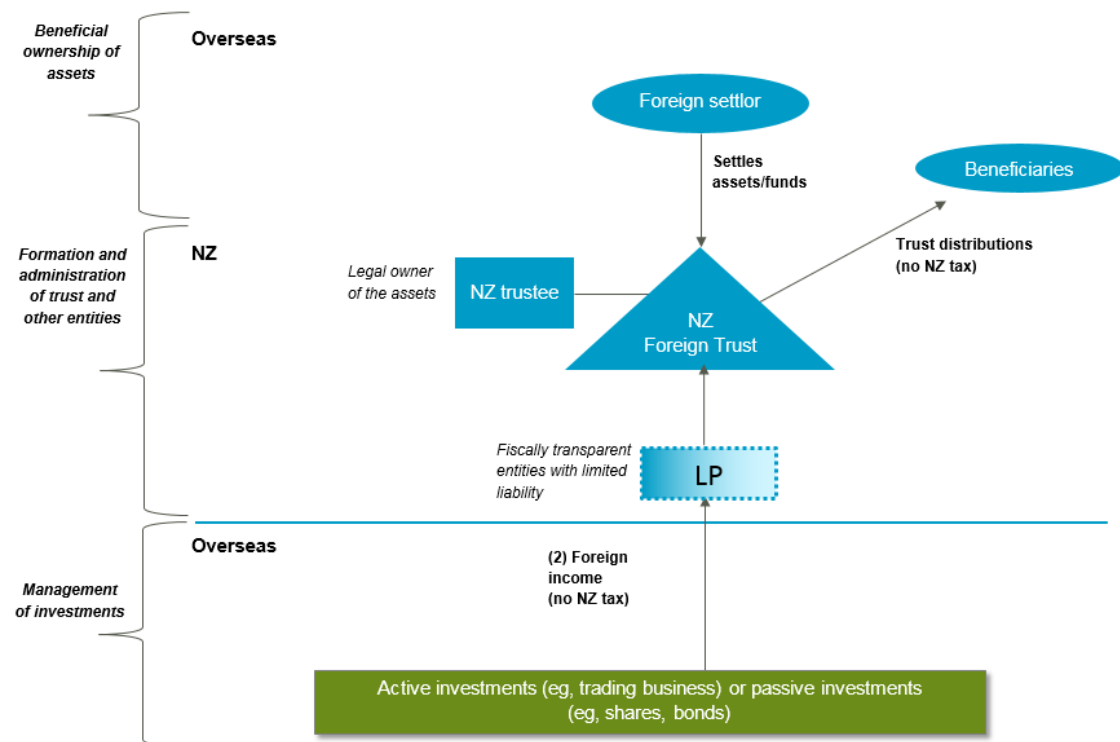 Beneficial
ownership of
assets
Overseas
Foreign settlor
Settles
assets/funds
Beneficiaries
Trust distributions
(no NZ tax)
Formation and
administration
of trust and
other entities
NZ
Legal owner
of the assets
NZ trustee
NZ
Foreign Trust
Fiscally transparent
entities with limited
liability
LP
Overseas
(2) Foreign
income
(no NZ tax)
Management
of investments
Active investments (eg, trading business) or passive investments
(eg, shares, bonds)